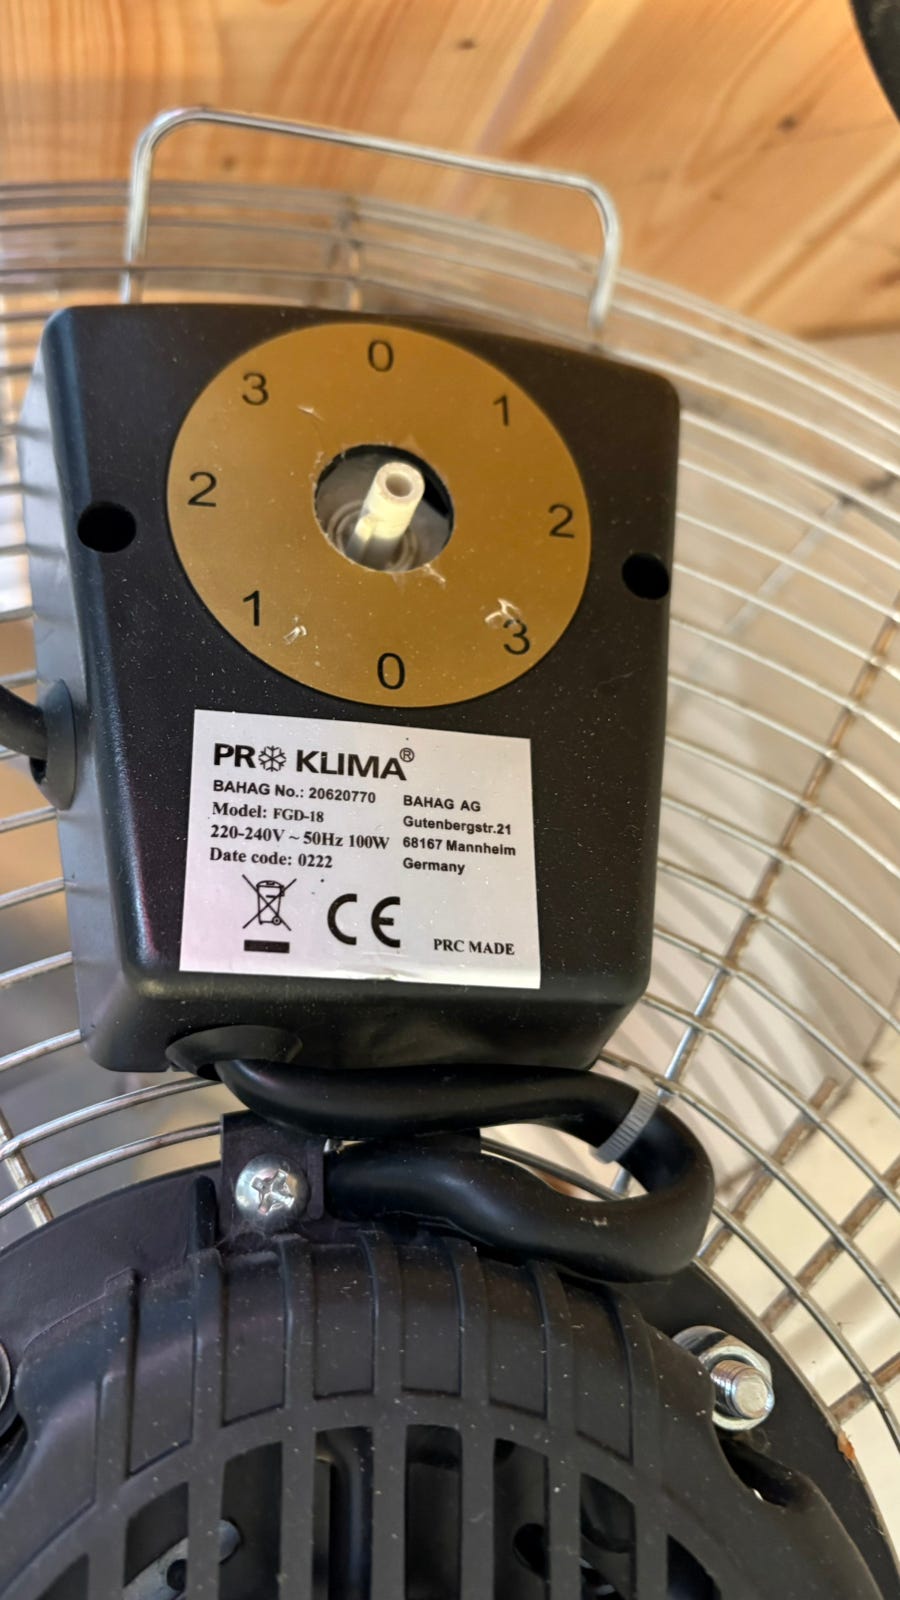 0
3
1
2
2
1
3
0
PR KLIMA®
BAHAG No.: 20620770
Model: FGD-18
220-240V ~ 50Hz 100W
Date code: 0222
BAHAG AG
Gutenbergstr.21
68167 Mannheim
Germany
CE
PRC MADE